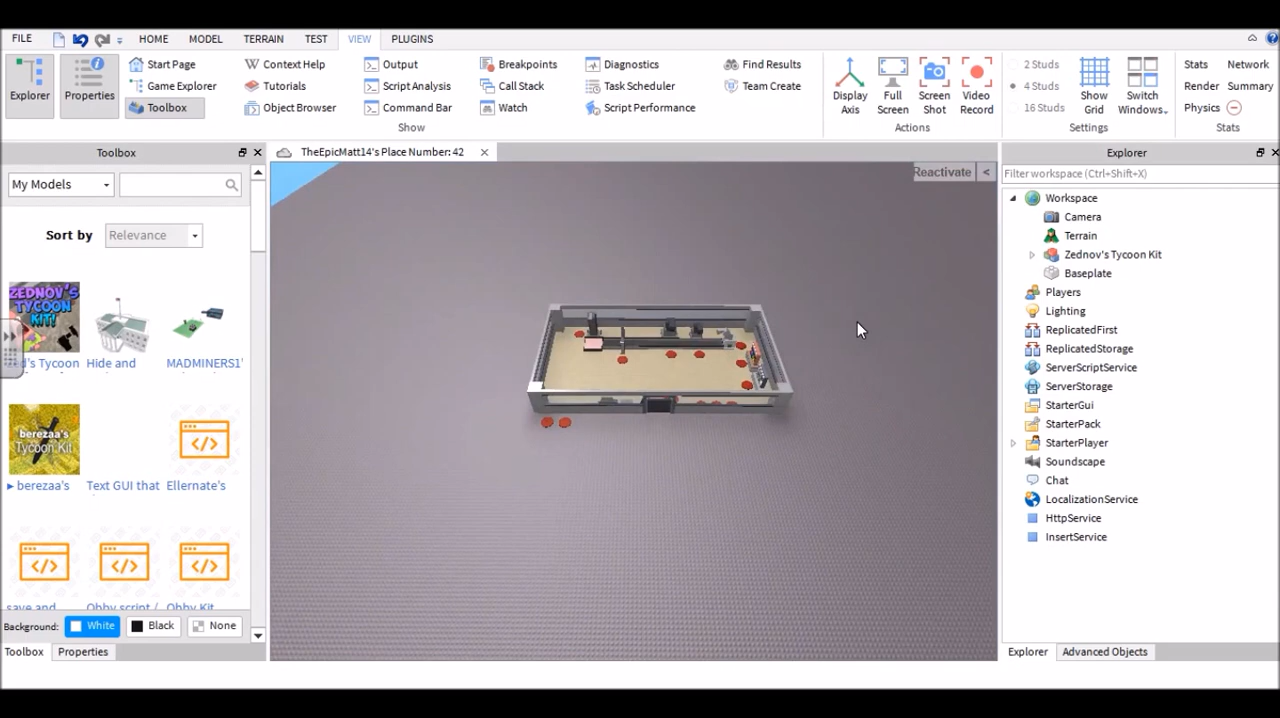 FILE HOME MODEL TERRAIN TEST VIEW PLUGINS
Explorer
Properties
Start Page
Game Explorer
Toolbox
Context Help
Tutorials
Object Browser
Output
Script Analysis
Command Bar
Breakpoints
Call Stack
Watch
Diagnostics
Task Scheduler
Script Performance
Find Results
Team Create
Show
Display Axis
Full Screen
Screen Shot
Video Record
Actions
2 Studs
4 Studs
16 Studs
Show Grid
Switch Windows
Settings
Stats Network
Render Summary
Physics
Stats
Toolbox
My Models
Sort by Relevance
ZEDNOV'S
TYCOON
KIT!
ed's Tycoon
Hide and
MADMINERS1'
berezaa's
Tycoon Kit
berezaa's
Text GUI that
Ellernate's
save and
Obby script /
Obby Kit
Background: White Black None
Toolbox Properties
TheEpicMatt14's Place Number: 42
Reactivate <
Explorer
Filter workspace (Ctrl+Shift+X)
Workspace
Camera
Terrain
Zednov's Tycoon Kit
Baseplate
Players
Lighting
ReplicatedFirst
ReplicatedStorage
ServerScriptService
ServerStorage
StarterGui
StarterPack
StarterPlayer
Soundscape
Chat
LocalizationService
HttpService
InsertService
Explorer Advanced Objects